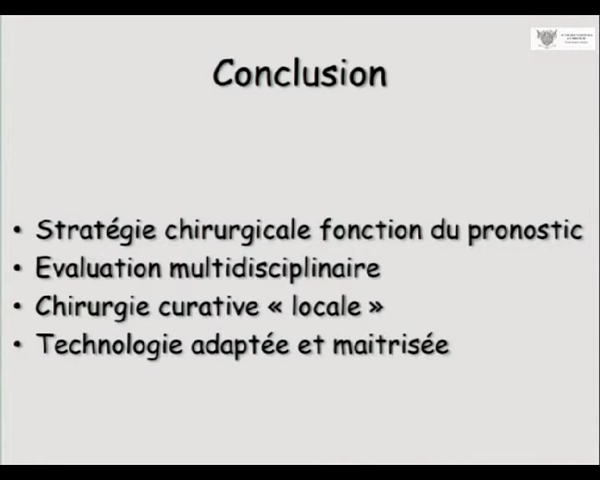 Conclusion
• Stratégie chirurgicale fonction du pronostic
• Evaluation multidisciplinaire
• Chirurgie curative « locale »
• Technologie adaptée et maitrisée